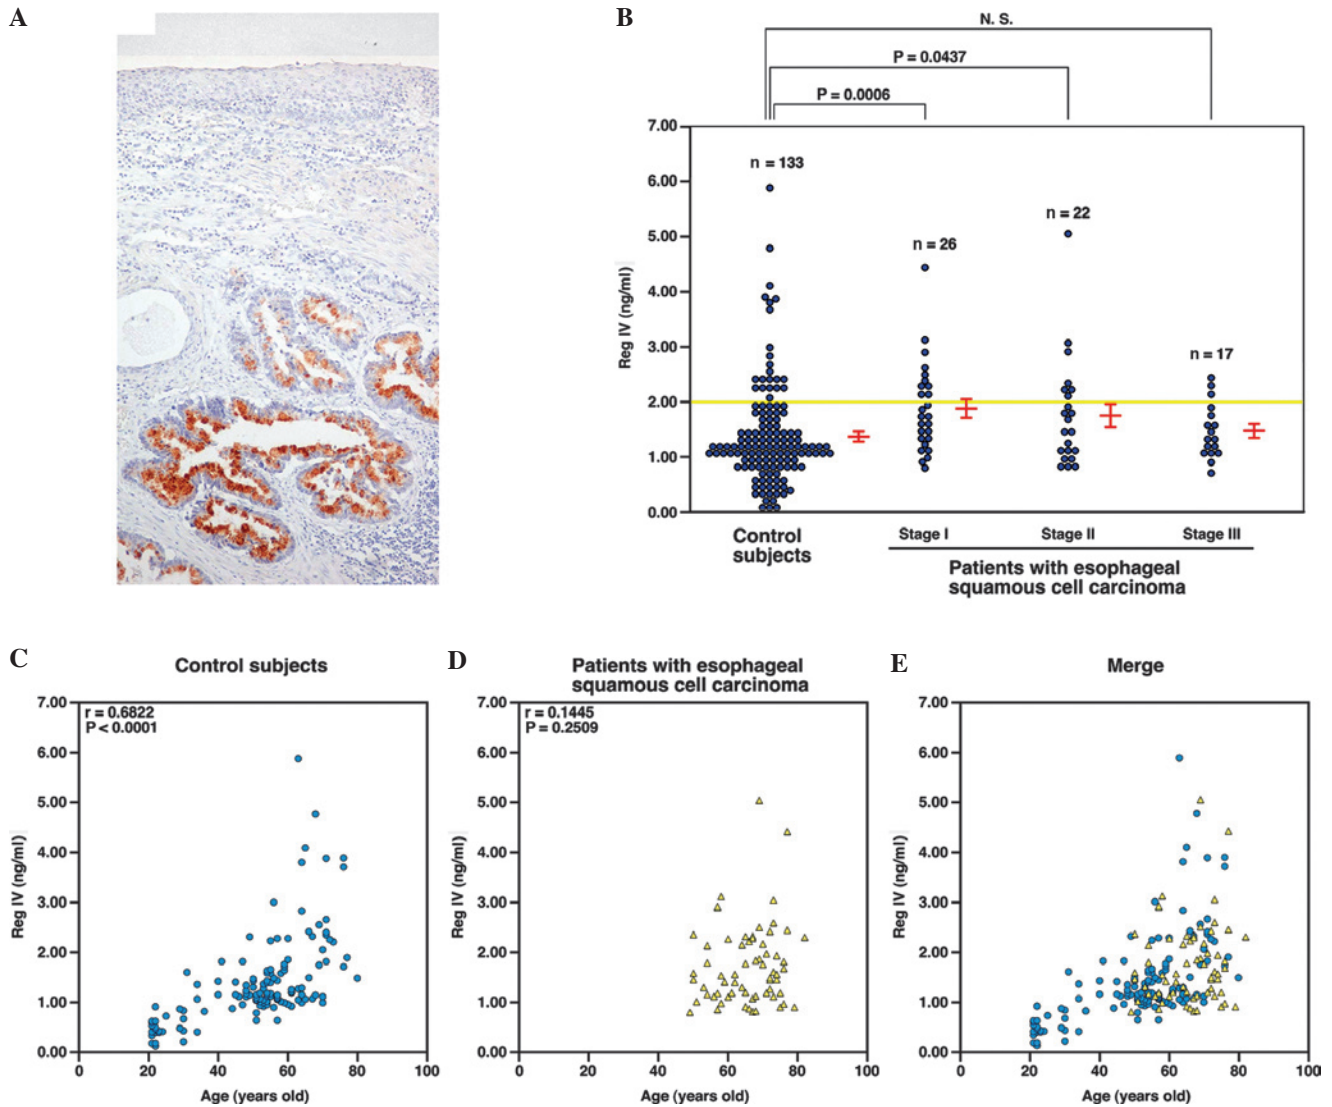 A
B
N. S.
P = 0.0437
P = 0.0006
7.00
6.00
5.00
4.00
3.00
2.00
1.00
0.00
Reg IV (ng/ml)
n = 133
n = 26
n = 22
n = 17
Control
subjects
Stage I
Stage II
Stage III
Patients with esophageal
squamous cell carcinoma
C
Control subjects
r = 0.6822
P < 0.0001
7.00
6.00
5.00
4.00
3.00
2.00
1.00
0.00
Reg IV (ng/ml)
0
20
40
60
80
100
Age (years old)
D
Patients with esophageal
squamous cell carcinoma
r = 0.1445
P = 0.2509
7.00
6.00
5.00
4.00
3.00
2.00
1.00
0.00
Reg IV (ng/ml)
0
20
40
60
80
100
Age (years old)
E
Merge
7.00
6.00
5.00
4.00
3.00
2.00
1.00
0.00
Reg IV (ng/ml)
0
20
40
60
80
100
Age (years old)